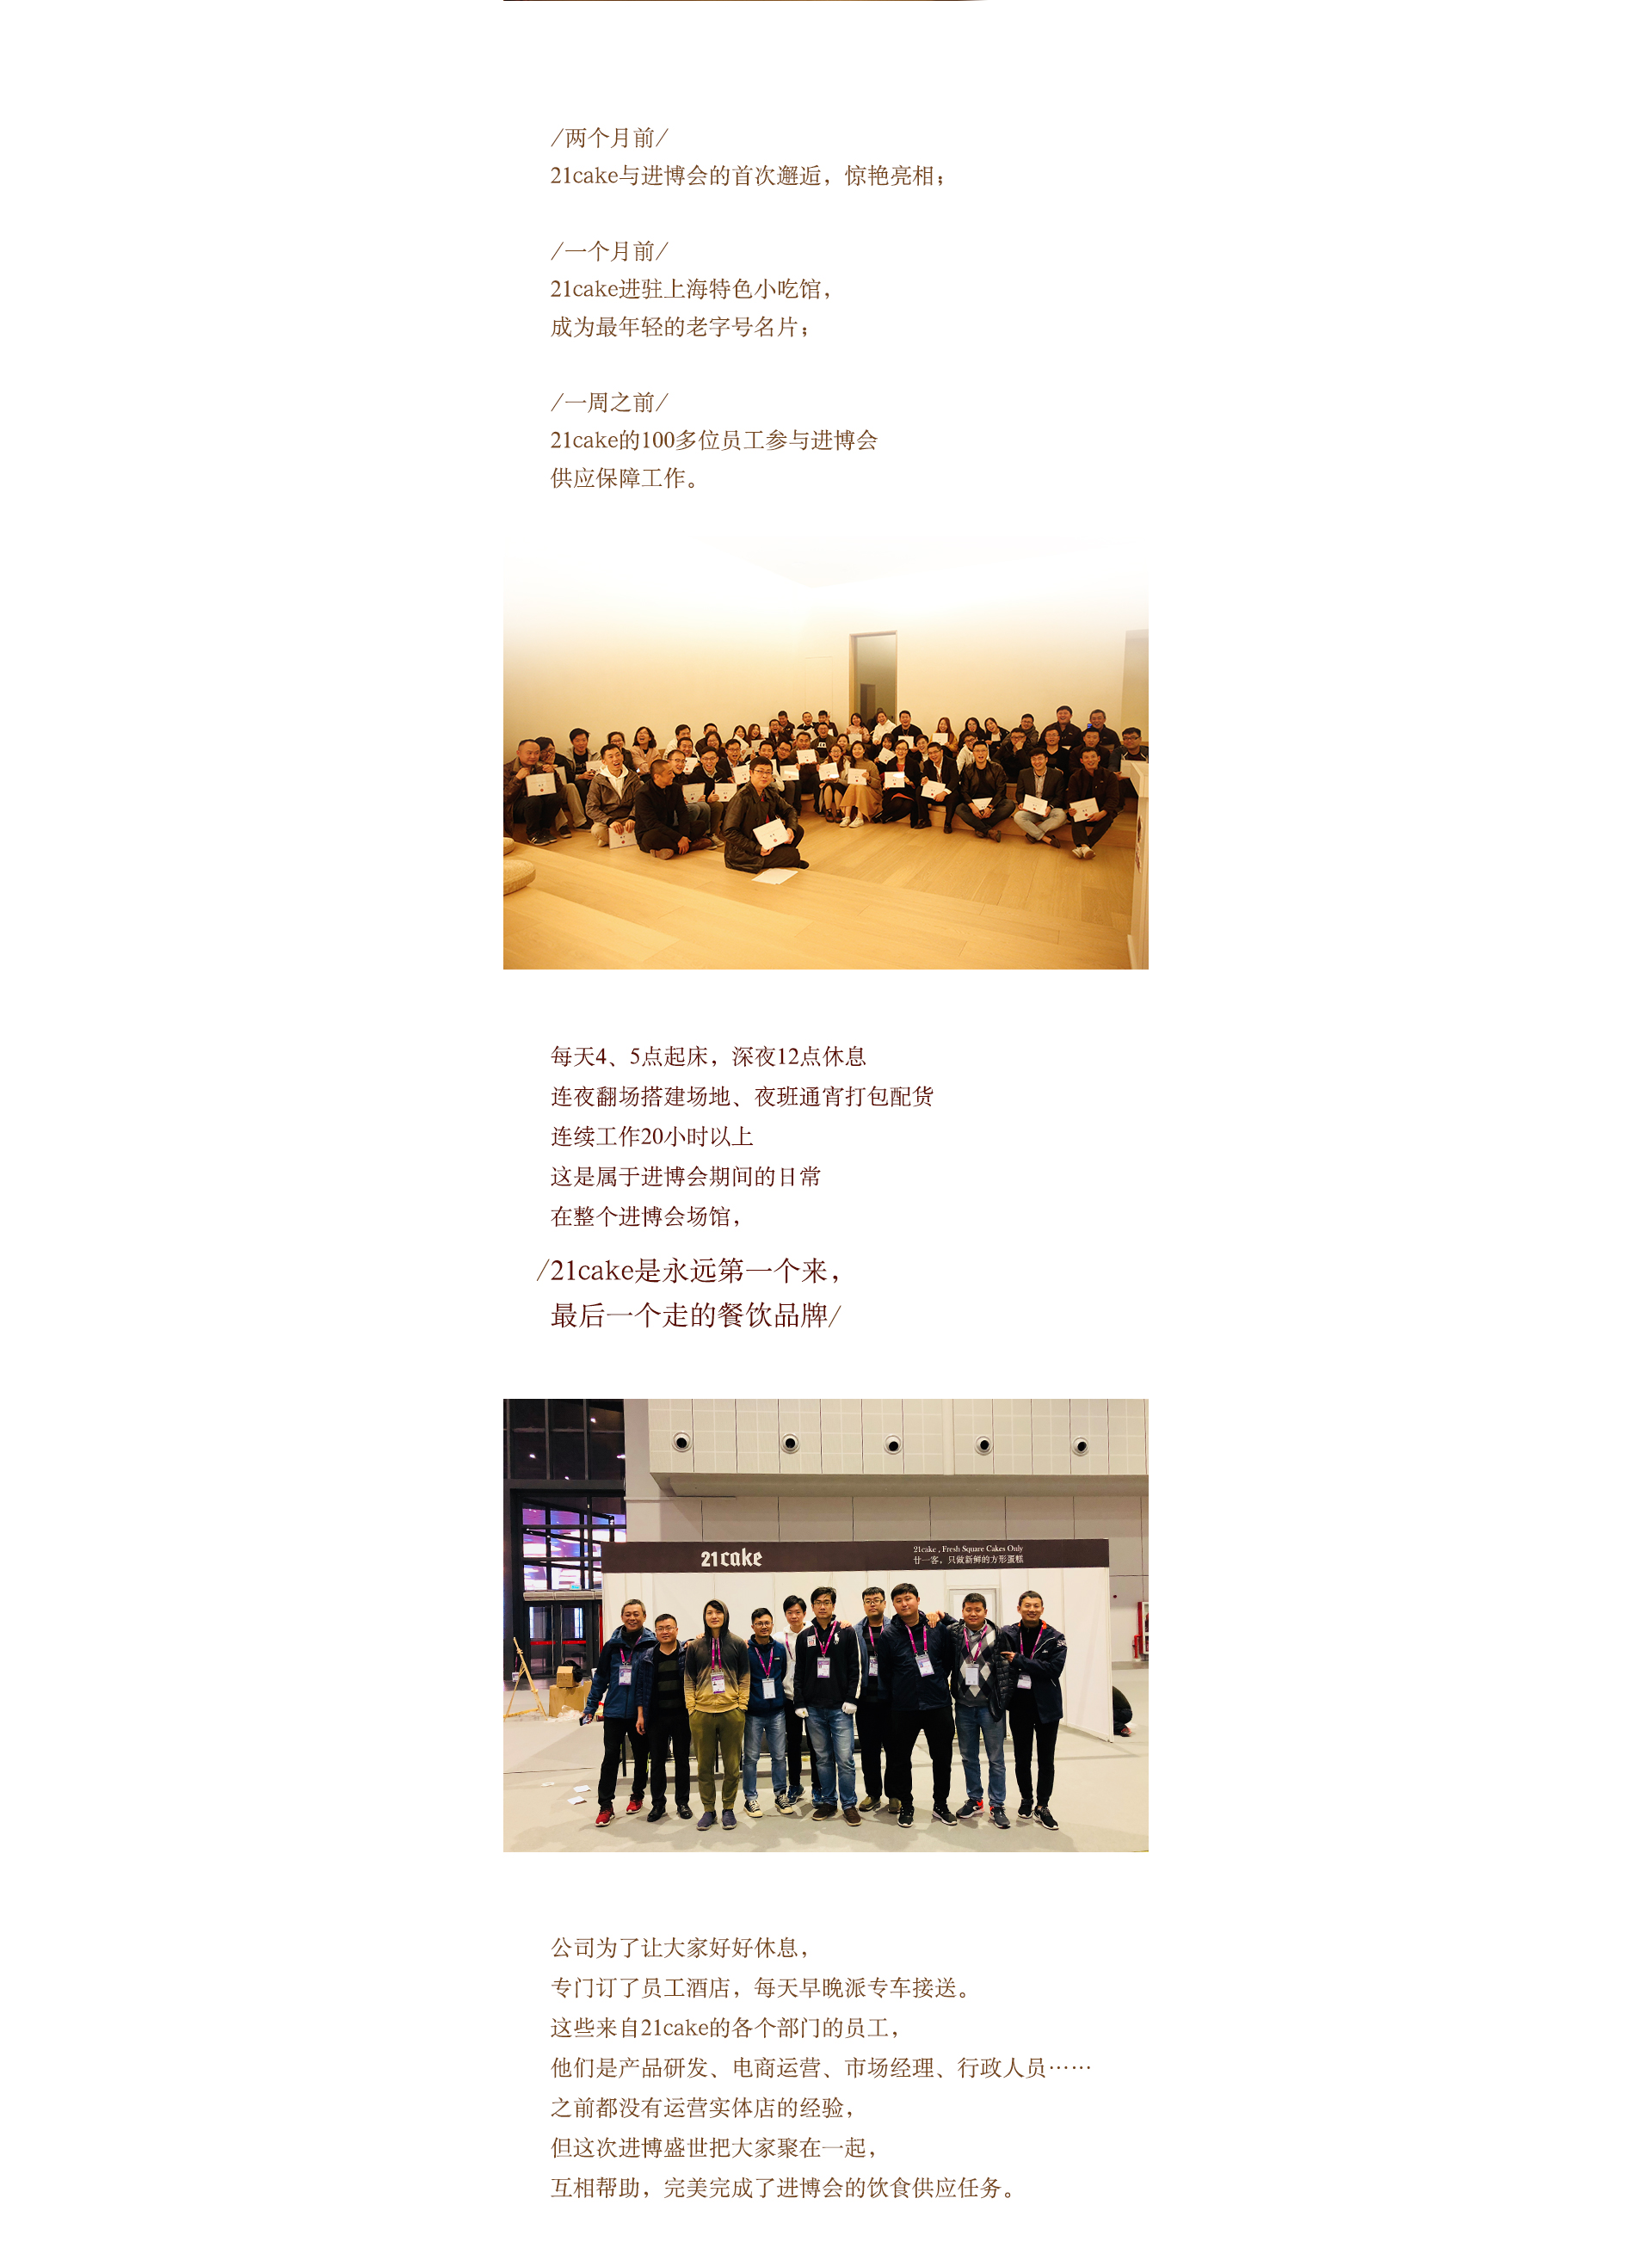 /两个月前/
21cake与进博会的首次邂逅，惊艳亮相；
/一个月前/
21cake进驻上海特色小吃馆，
成为最年轻的老字号名片；
/一周之前/
21cake的100多位员工参与进博会
供应保障工作。
每天4、5点起床，深夜12点休息
连夜翻场搭建场地、夜班通宵打包配货
连续工作20小时以上
这是属于进博会期间的日常
在整个进博会场馆，
/21cake是永远第一个来，
最后一个走的餐饮品牌/
21cake
21cake , Fresh Square Cakes Only
廿一客，只做新鲜的方形蛋糕
公司为了让大家好好休息，
专门订了员工酒店，每天早晚派专车接送。
这些来自21cake的各个部门的员工，
他们是产品研发、电商运营、市场经理、行政人员……
之前都没有运营实体店的经验，
但这次进博盛世把大家聚在一起，
互相帮助，完美完成了进博会的饮食供应任务。